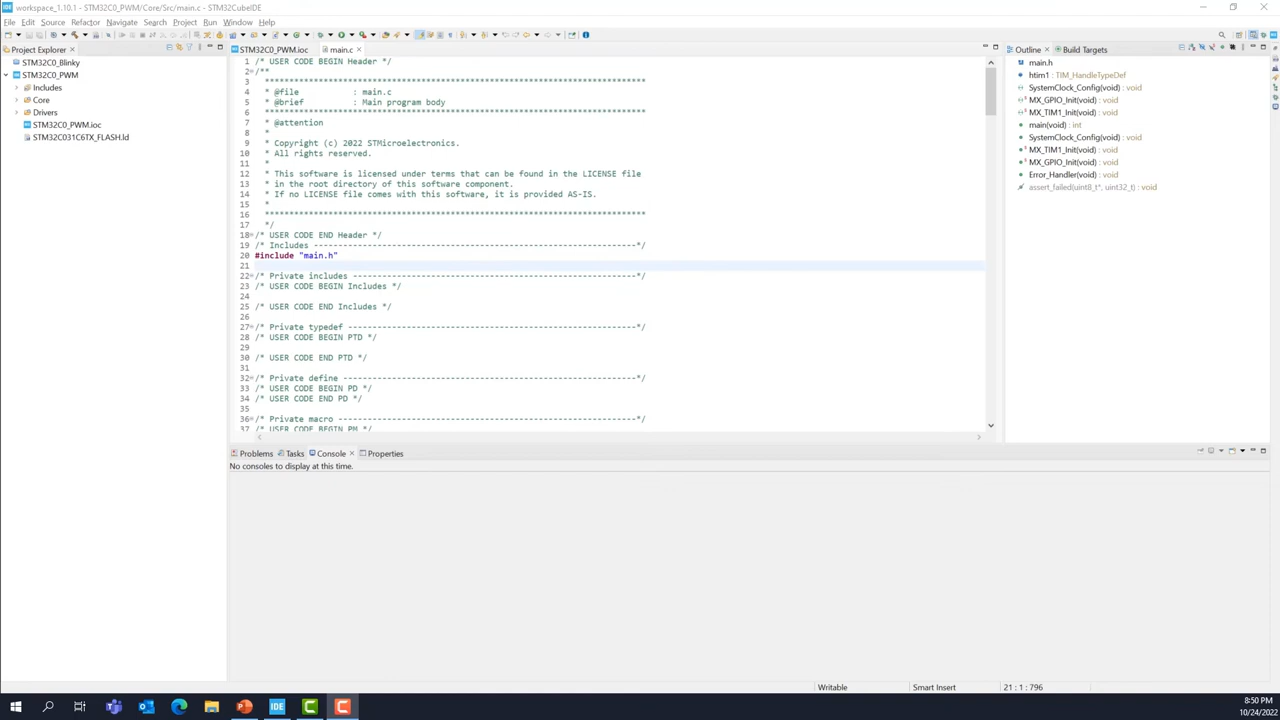 workspace_1.10.1 - STM32C0_PWM/Core/Src/main.c - STM32CubeIDE
File Edit Source Refactor Navigate Search Project Run Window Help
Project Explorer
STM32C0_Blinky
STM32C0_PWM
Includes
Core
Drivers
STM32C0_PWM.ioc
STM32C031C6TX_FLASH.ld
STM32C0_PWM.ioc main.c
1 /* USER CODE BEGIN Header */
2 /**
3 ******************************************************************************
4 * @file : main.c
5 * @brief : Main program body
6 ******************************************************************************
7 * @attention
8 *
9 * Copyright (c) 2022 STMicroelectronics.
10 * All rights reserved.
11 *
12 * This software is licensed under terms that can be found in the LICENSE file
13 * in the root directory of this software component.
14 * If no LICENSE file comes with this software, it is provided AS-IS.
15 *
16 ******************************************************************************
17 */
18 /* USER CODE END Header */
19 /* Includes ------------------------------------------------------------------*/
20 #include "main.h"
21
22 /* Private includes ----------------------------------------------------------*/
23 /* USER CODE BEGIN Includes */
24
25 /* USER CODE END Includes */
26
27 /* Private typedef -----------------------------------------------------------*/
28 /* USER CODE BEGIN PTD */
29
30 /* USER CODE END PTD */
31
32 /* Private define ------------------------------------------------------------*/
33 /* USER CODE BEGIN PD */
34 /* USER CODE END PD */
35
36 /* Private macro -------------------------------------------------------------*/
37 /* USER CODE BEGIN PM */
Outline Build Targets
main.h
htim1 : TIM_HandleTypeDef
SystemClock_Config(void) : void
MX_GPIO_Init(void) : void
MX_TIM1_Init(void) : void
main(void) : int
SystemClock_Config(void) : void
MX_TIM1_Init(void) : void
MX_GPIO_Init(void) : void
Error_Handler(void) : void
assert_failed(uint8_t*, uint32_t) : void
Problems Tasks Console Properties
No consoles to display at this time.
Writable Smart Insert 21 : 1 : 796
IDE
8:50 PM
10/24/2022